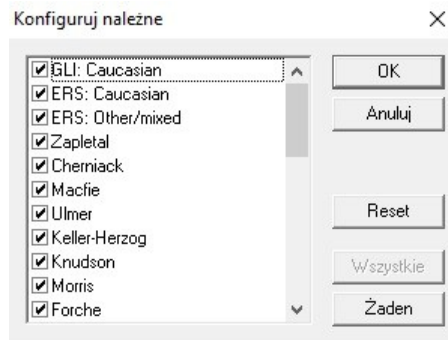 Konfiguruj należne
GLI: Caucasian
ERS: Caucasian
ERS: Other/mixed
Zapletal
Cherniack
Macfie
Ulmer
Keller-Herzog
Knudson
Morris
Forche
OK
Anuluj
Reset
Wszystkie
Żaden